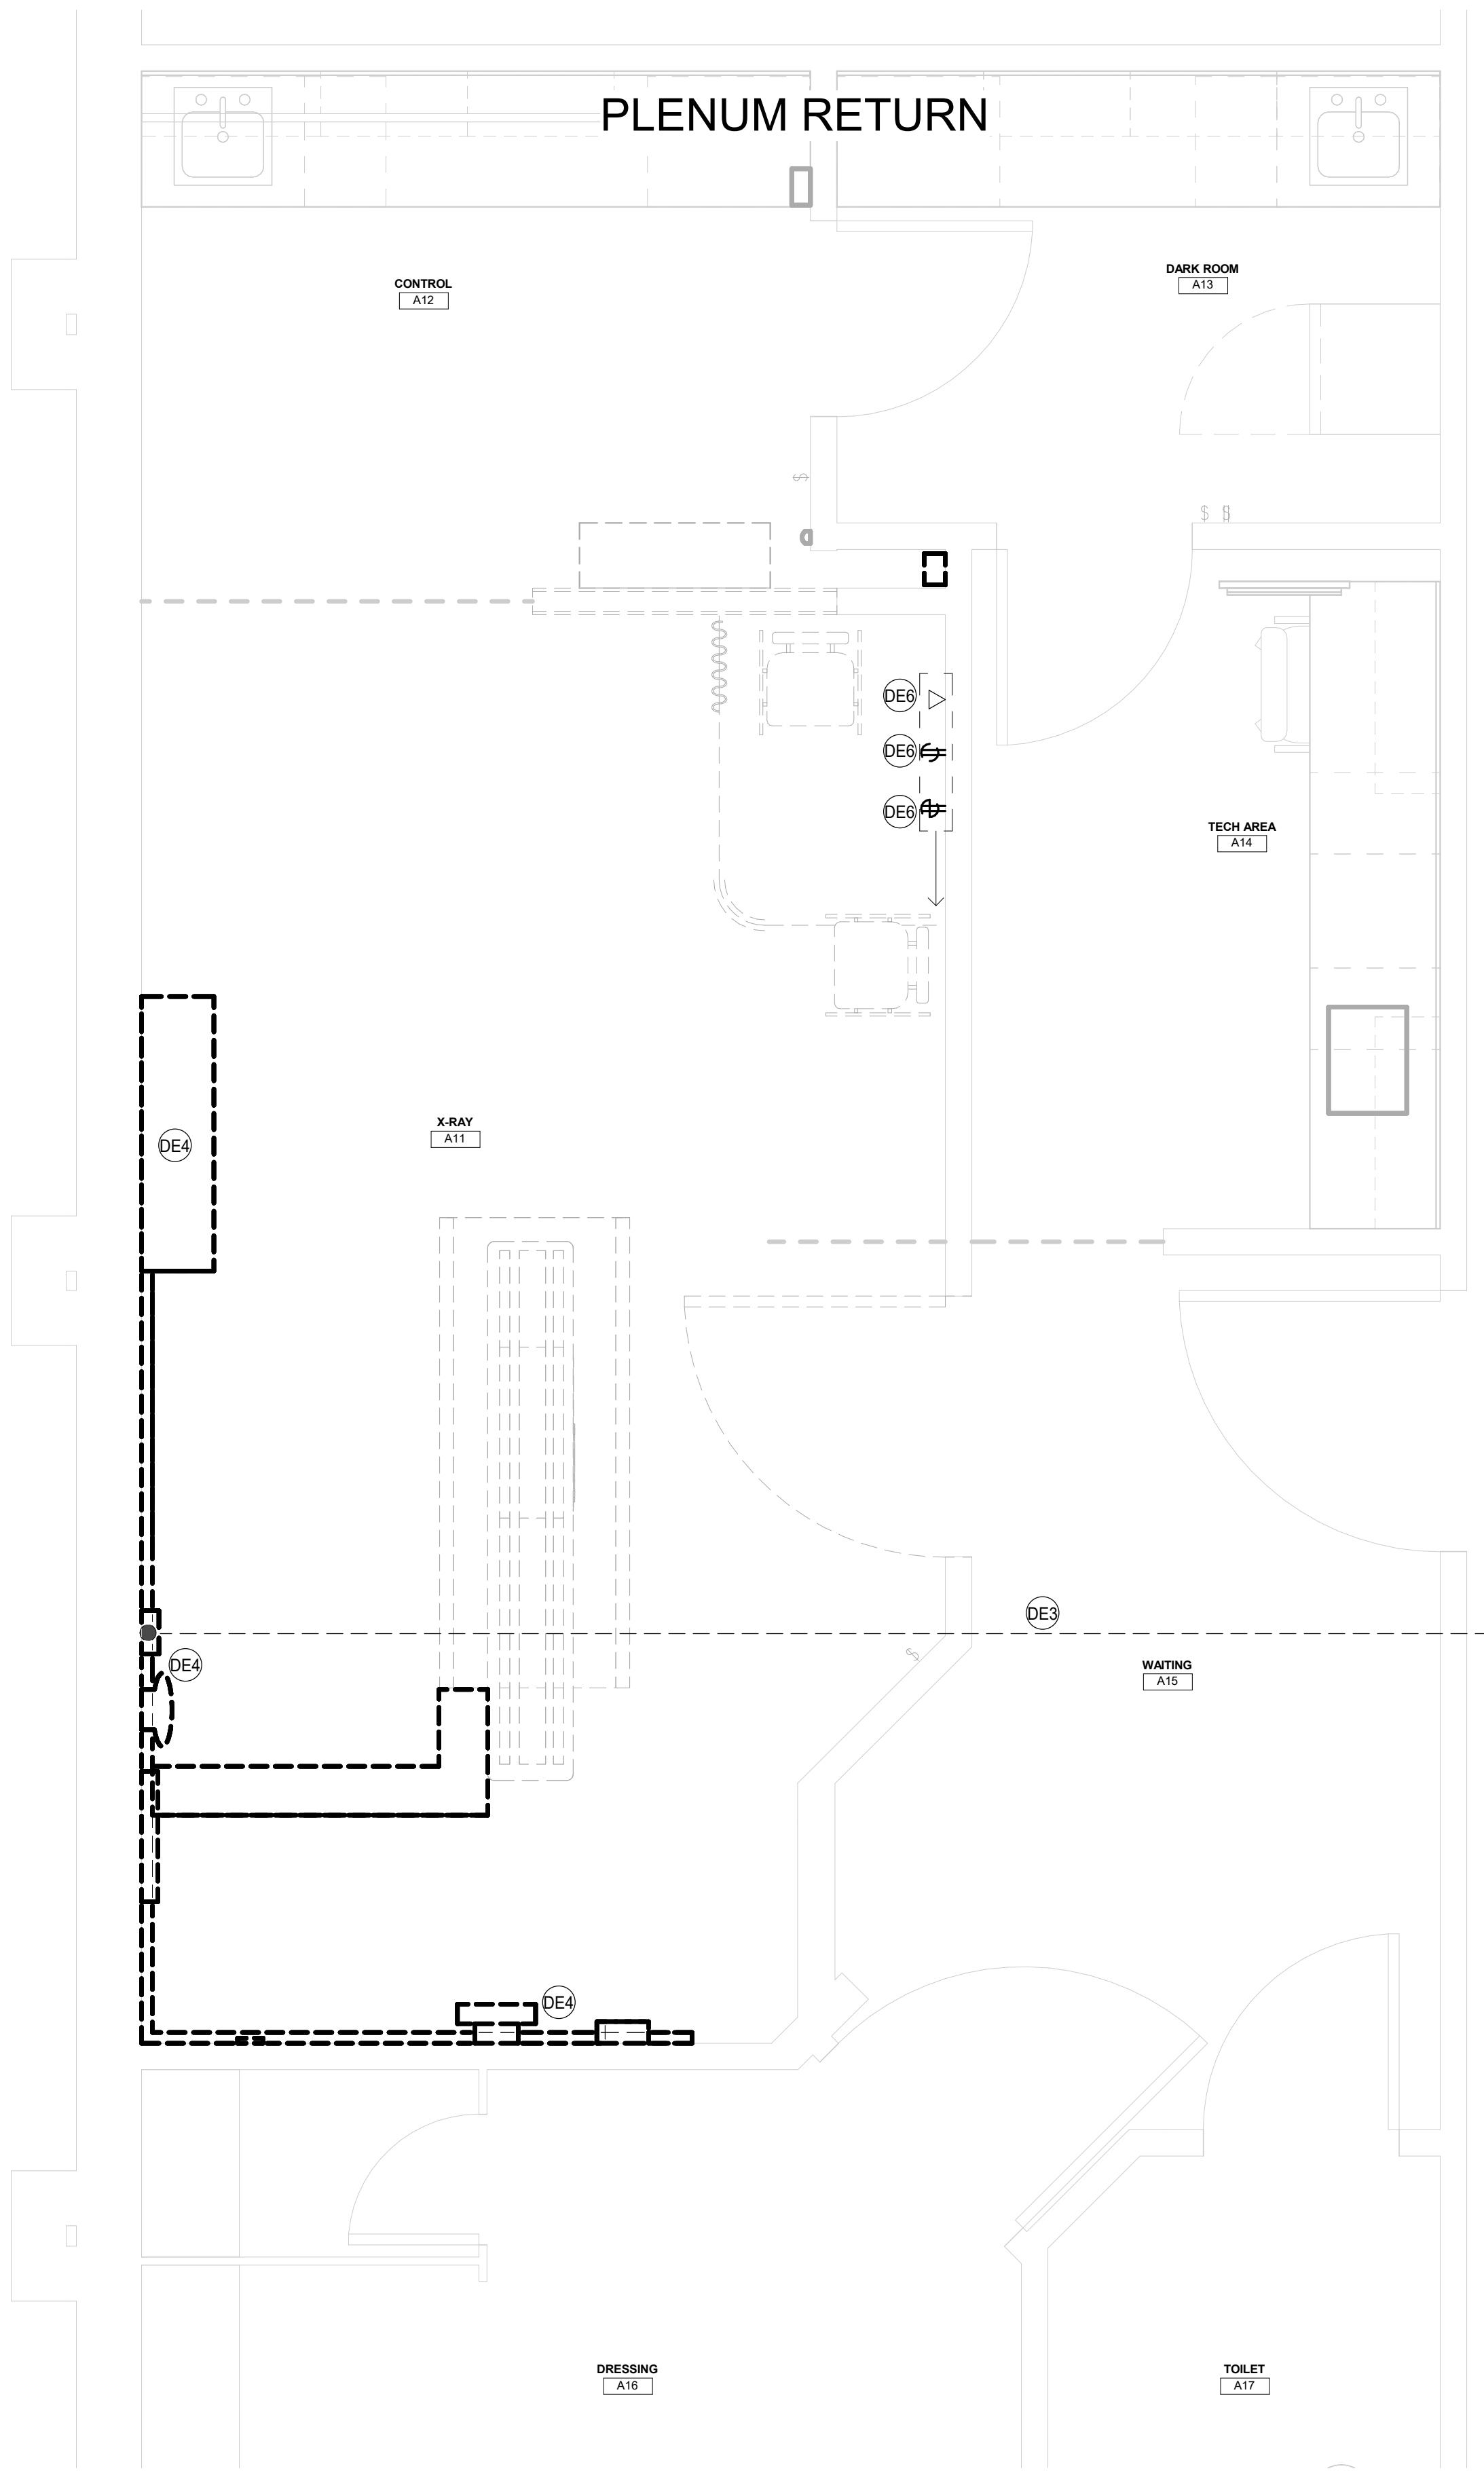 PLENUM RETURN
CONTROL
A12
DARK ROOM
A13
$
$ $
DE6
DE6
DE6
TECH AREA
A14
X-RAY
A11
DE4
DE3
$
DE4
WAITING
A15
DE4
DRESSING
A16
TOILET
A17